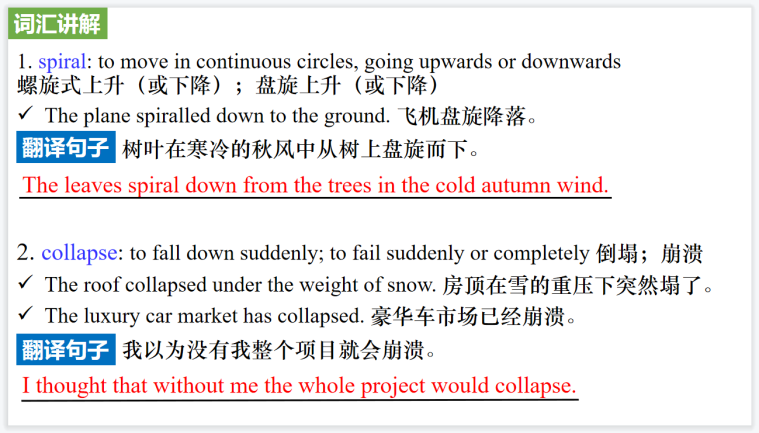 词汇讲解
1. spiral: to move in continuous circles, going upwards or downwards
螺旋式上升（或下降）；盘旋上升（或下降）
✓ The plane spiralled down to the ground. 飞机盘旋降落。
翻译句子 树叶在寒冷的秋风中从树上盘旋而下。
The leaves spiral down from the trees in the cold autumn wind.
2. collapse: to fall down suddenly; to fail suddenly or completely 倒塌；崩溃
✓ The roof collapsed under the weight of snow. 房顶在雪的重压下突然塌了。
✓ The luxury car market has collapsed. 豪华车市场已经崩溃。
翻译句子 我以为没有我整个项目就会崩溃。
I thought that without me the whole project would collapse.